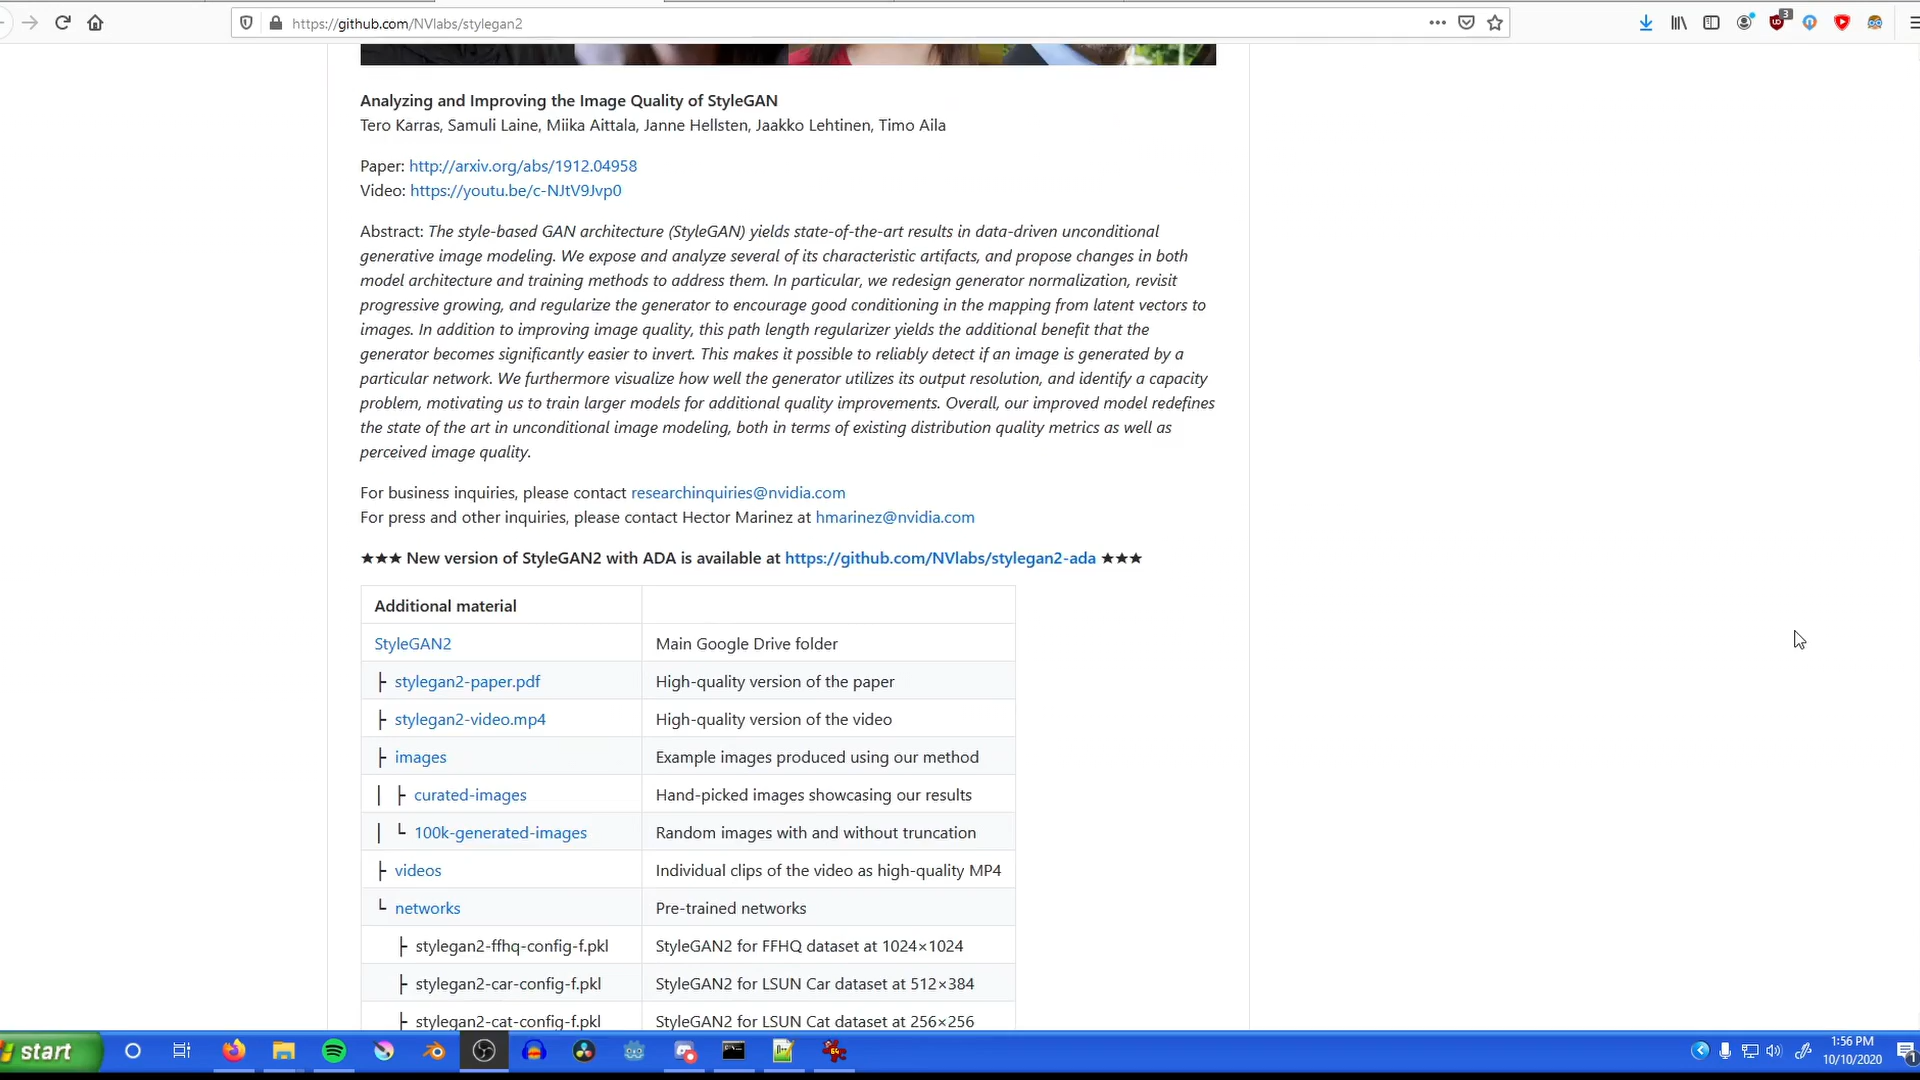 https://github.com/NVlabs/stylegan2
3
Analyzing and Improving the Image Quality of StyleGAN
Tero Karras, Samuli Laine, Miika Aittala, Janne Hellsten, Jaakko Lehtinen, Timo Aila
Paper: http://arxiv.org/abs/1912.04958
Video: https://youtu.be/c-NJtV9Jvp0
Abstract: The style-based GAN architecture (StyleGAN) yields state-of-the-art results in data-driven unconditional
generative image modeling. We expose and analyze several of its characteristic artifacts, and propose changes in both
model architecture and training methods to address them. In particular, we redesign generator normalization, revisit
progressive growing, and regularize the generator to encourage good conditioning in the mapping from latent vectors to
images. In addition to improving image quality, this path length regularizer yields the additional benefit that the
generator becomes significantly easier to invert. This makes it possible to reliably detect if an image is generated by a
particular network. We furthermore visualize how well the generator utilizes its output resolution, and identify a capacity
problem, motivating us to train larger models for additional quality improvements. Overall, our improved model redefines
the state of the art in unconditional image modeling, both in terms of existing distribution quality metrics as well as
perceived image quality.
For business inquiries, please contact researchinquiries@nvidia.com
For press and other inquiries, please contact Hector Marinez at hmarinez@nvidia.com
★★★ New version of StyleGAN2 with ADA is available at https://github.com/NVlabs/stylegan2-ada ★★★
Additional material
StyleGAN2 Main Google Drive folder
├ stylegan2-paper.pdf High-quality version of the paper
├ stylegan2-video.mp4 High-quality version of the video
├ images Example images produced using our method
│ ├ curated-images Hand-picked images showcasing our results
│ └ 100k-generated-images Random images with and without truncation
├ videos Individual clips of the video as high-quality MP4
└ networks Pre-trained networks
├ stylegan2-ffhq-config-f.pkl StyleGAN2 for FFHQ dataset at 1024×1024
├ stylegan2-car-config-f.pkl StyleGAN2 for LSUN Car dataset at 512×384
├ stylegan2-cat-config-f.pkl StyleGAN2 for LSUN Cat dataset at 256×256
start
1:56 PM
10/10/2020
1